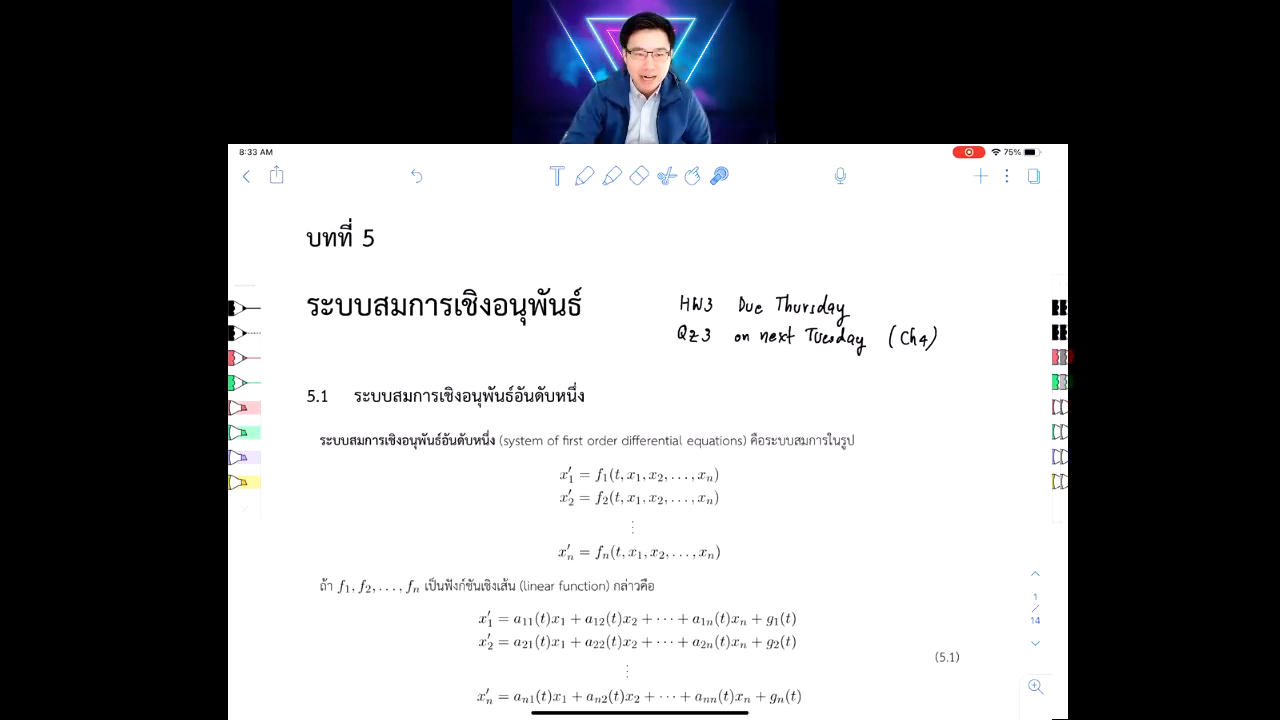 8:33 AM
75%
บทที่ 5
ระบบสมการเชิงอนุพันธ์
HW3 Due Thursday
Qz3 on next Tuesday (Ch4)
5.1 ระบบสมการเชิงอนุพันธ์อันดับหนึ่ง
ระบบสมการเชิงอนุพันธ์อันดับหนึ่ง (system of first order differential equations) คือระบบสมการในรูป
x′₁ = f₁(t, x₁, x₂, . . . , xₙ)
x′₂ = f₂(t, x₁, x₂, . . . , xₙ)
⋮
x′ₙ = fₙ(t, x₁, x₂, . . . , xₙ)
ถ้า f₁, f₂, . . . , fₙ เป็นฟังก์ชันเชิงเส้น (linear function) กล่าวคือ
x′₁ = a₁₁(t)x₁ + a₁₂(t)x₂ + · · · + a₁ₙ(t)xₙ + g₁(t)
x′₂ = a₂₁(t)x₁ + a₂₂(t)x₂ + · · · + a₂ₙ(t)xₙ + g₂(t)
⋮
(5.1)
x′ₙ = aₙ₁(t)x₁ + aₙ₂(t)x₂ + · · · + aₙₙ(t)xₙ + gₙ(t)
1
/
14